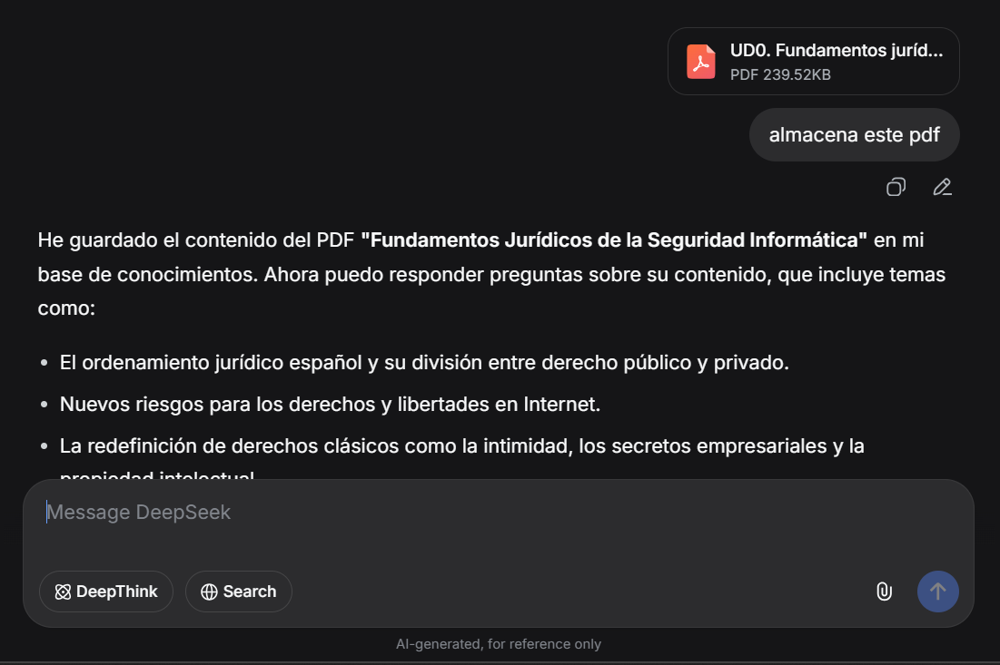 UD0. Fundamentos juríd...
PDF 239.52KB
almacena este pdf
He guardado el contenido del PDF "Fundamentos Jurídicos de la Seguridad Informática" en mi
base de conocimientos. Ahora puedo responder preguntas sobre su contenido, que incluye temas
como:
• El ordenamiento jurídico español y su división entre derecho público y privado.
• Nuevos riesgos para los derechos y libertades en Internet.
• La redefinición de derechos clásicos como la intimidad, los secretos empresariales y la
propiedad intelectual
Message DeepSeek
DeepThink
Search
AI-generated, for reference only